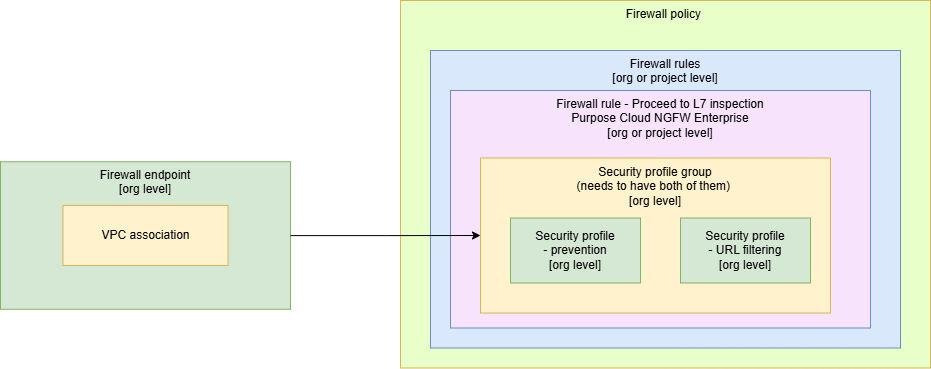 Firewall policy
Firewall rules
[org or project level]
Firewall rule - Proceed to L7 inspection
Purpose Cloud NGFW Enterprise
[org or project level]
Firewall endpoint
[org level]
VPC association
Security profile group
(needs to have both of them)
[org level]
Security profile
- prevention
[org level]
Security profile
- URL filtering
[org level]